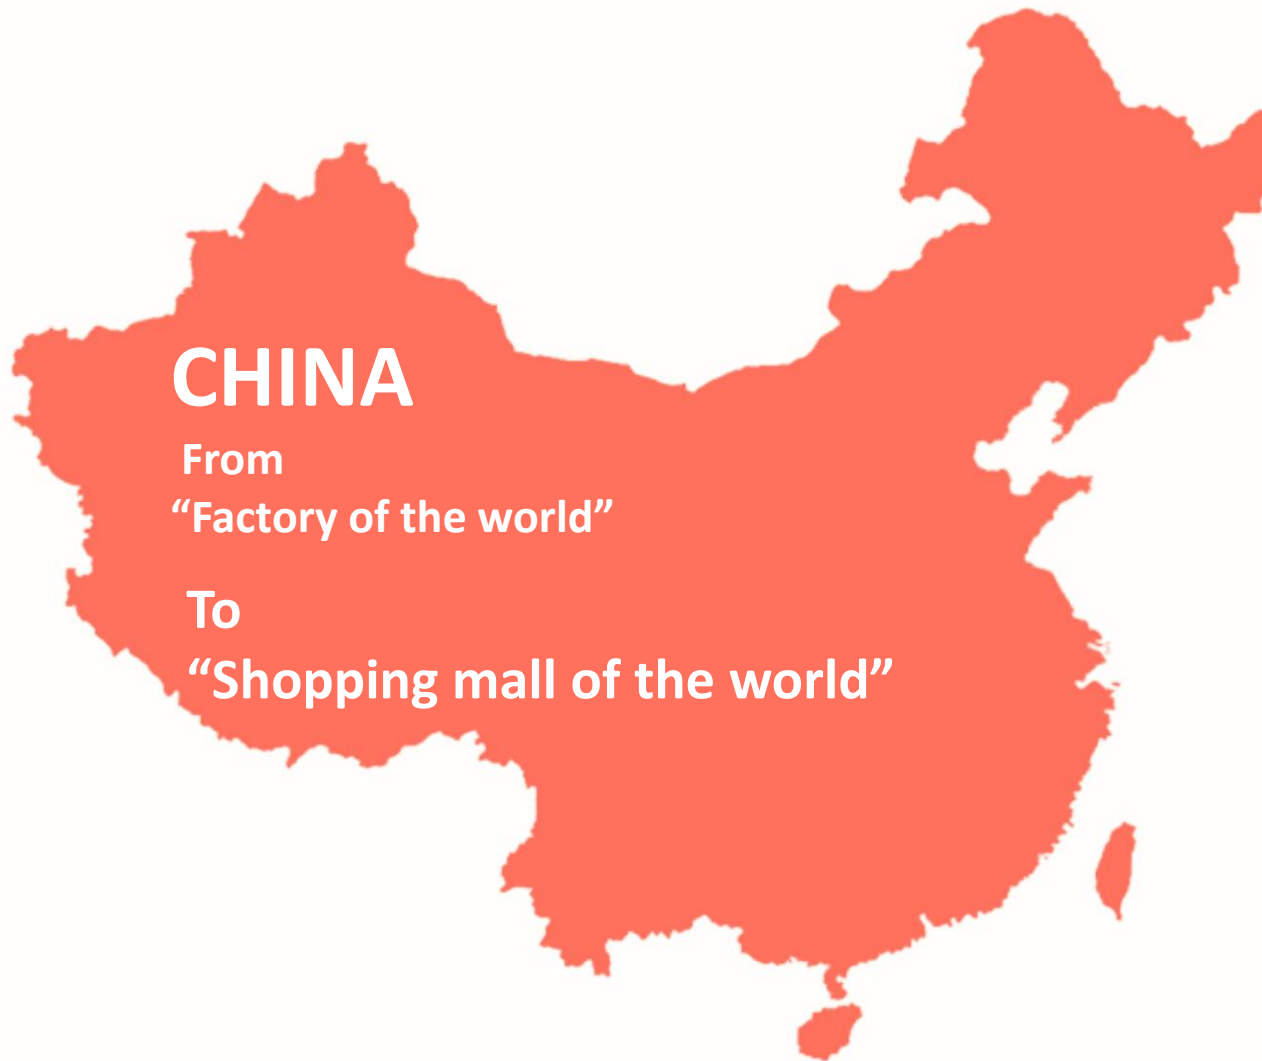 CHINA
From
“Factory of the world”
To
“Shopping mall of the world”